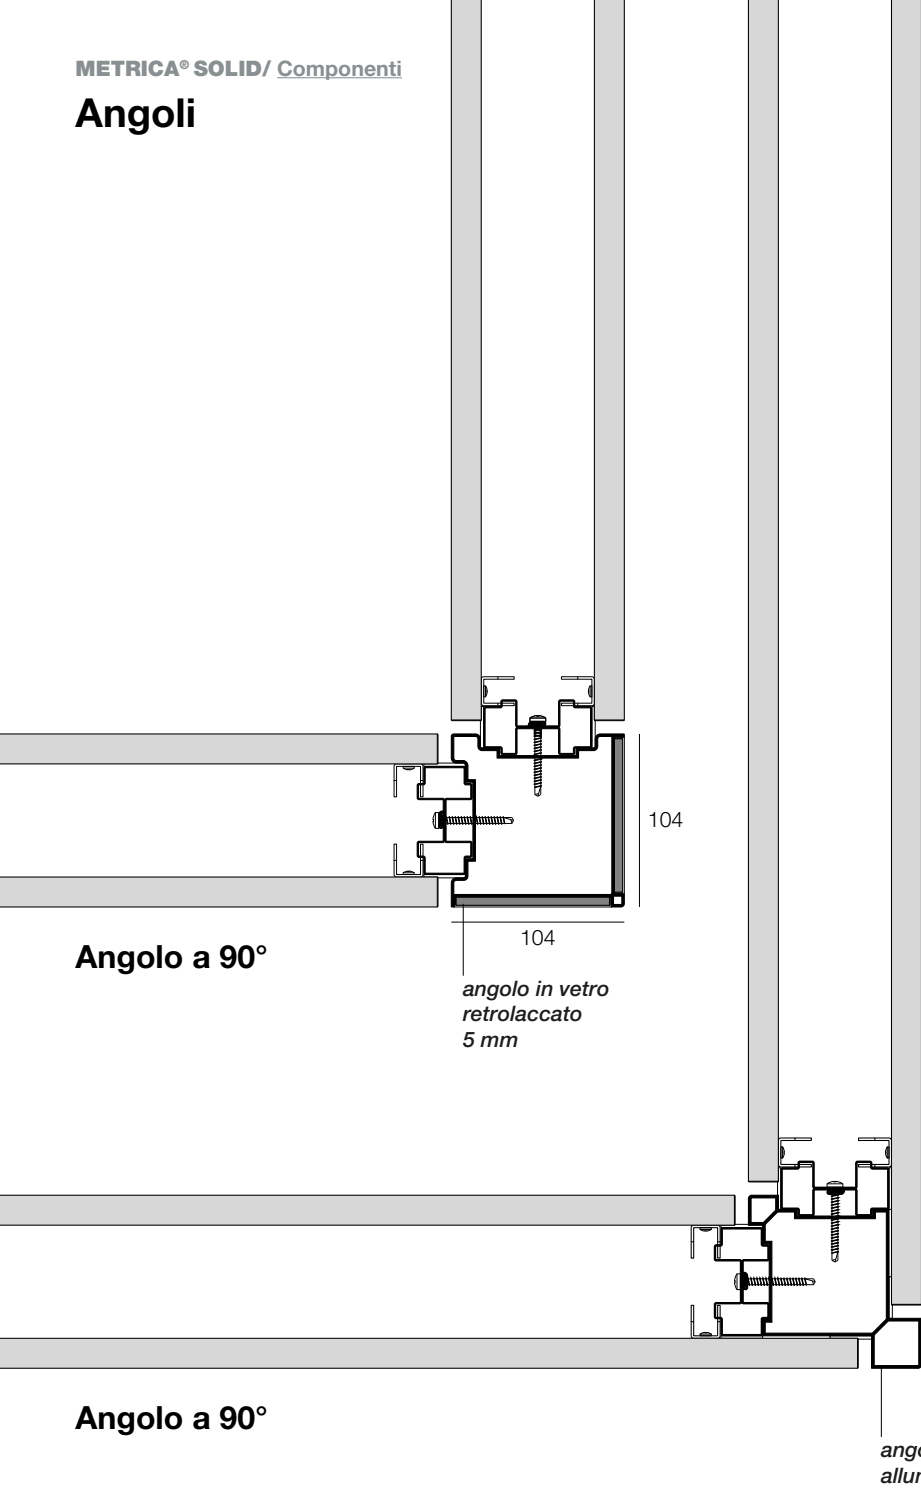 METRICA® SOLID/ Componenti
Angoli
104
104
Angolo a 90°
angolo in vetro
retrolaccato
5 mm
Angolo a 90°